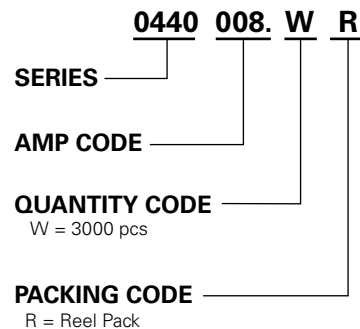 0440 008. W R
SERIES
AMP CODE
QUANTITY CODE
W = 3000 pcs
PACKING CODE
R = Reel Pack